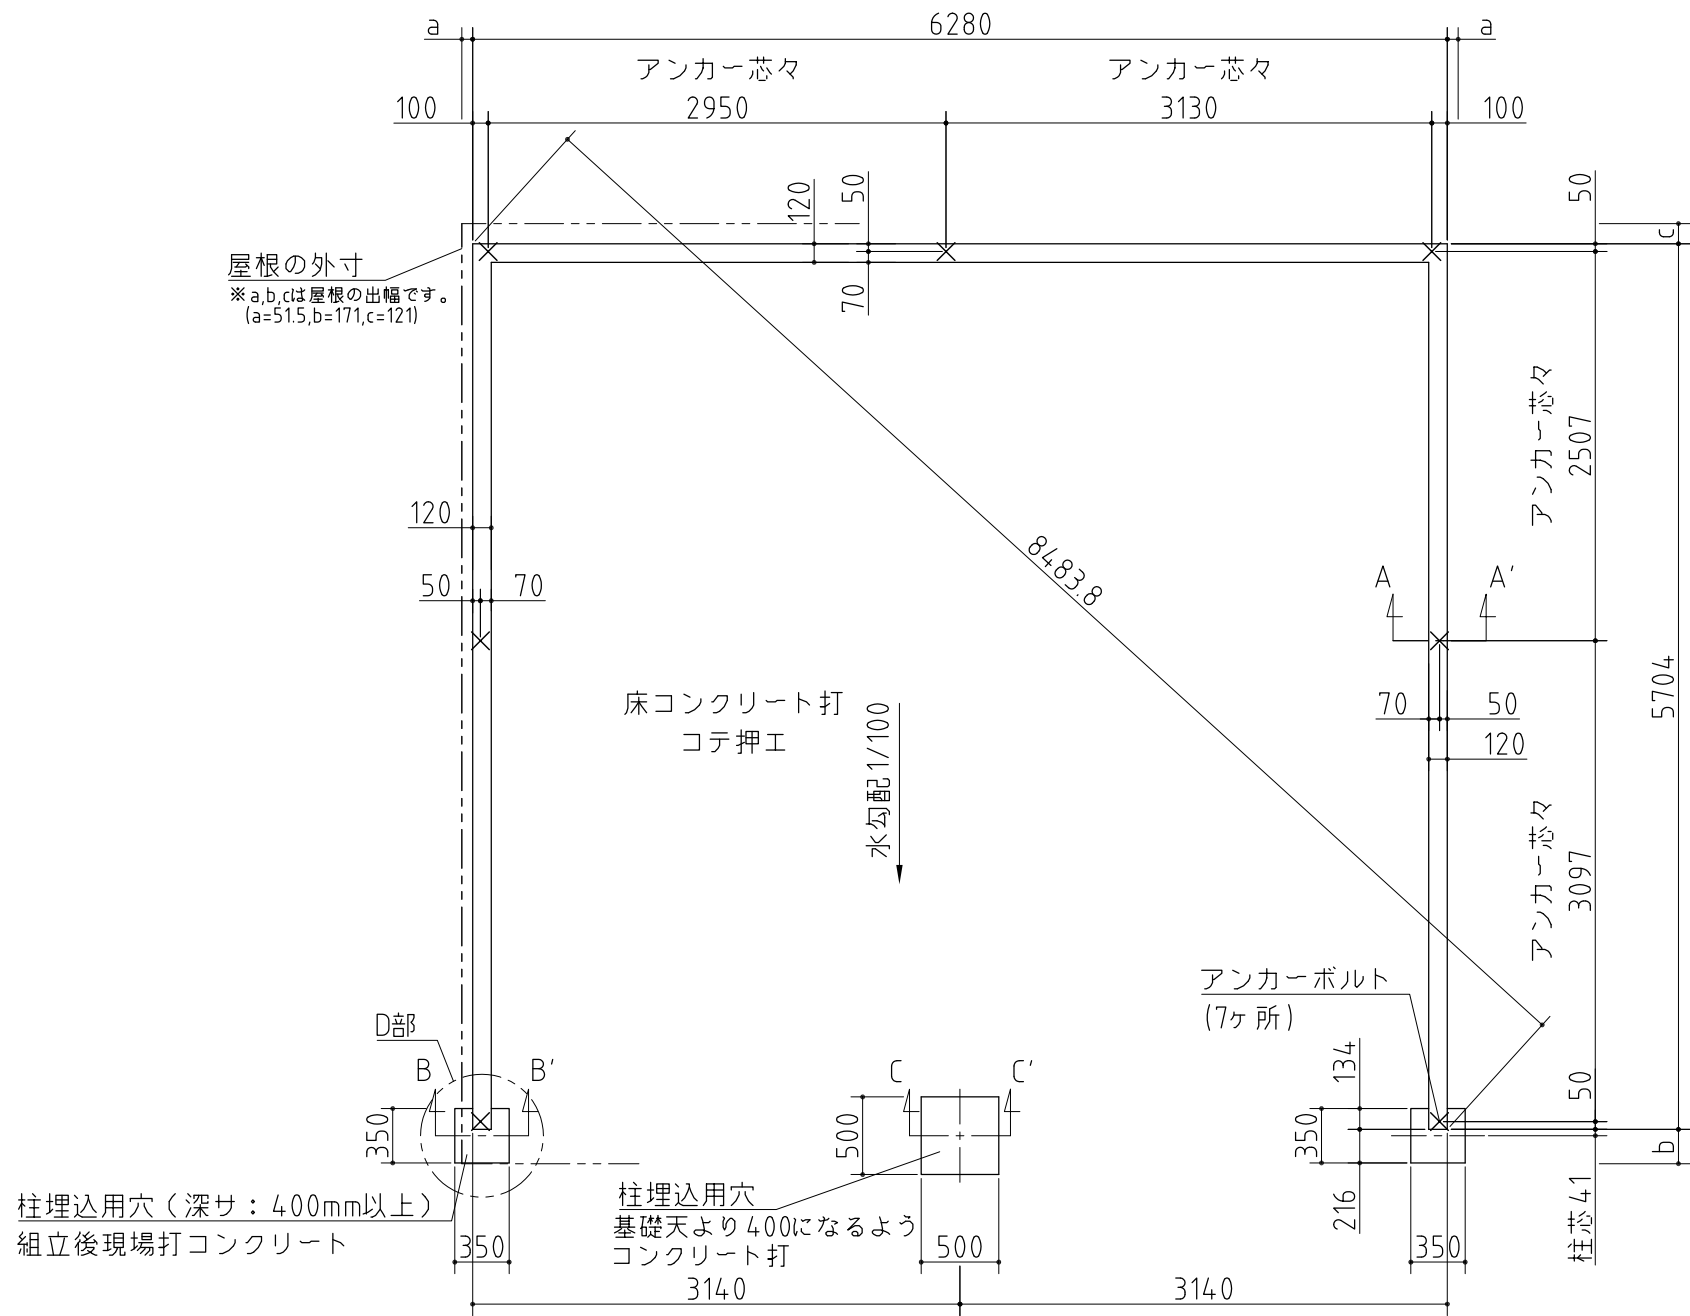 a
6280
a
アンカー芯々
アンカー芯々
100
2950
3130
100
120
50
50
c
70
屋根の外寸
※a,b,cは屋根の出幅です。
(a=51.5,b=171,c=121)
アンカー芯々
2507
120
50
70
8483.8
A
A'
5704
床コンクリート打
コテ押エ
水勾配1/100
70
50
120
アンカー芯々
3097
アンカーボルト
(7ヶ所)
D部
B
B'
C
C'
134
50
350
500
350
b
216
柱芯41
柱埋込用穴(深サ:400mm以上)
組立後現場打コンクリート
柱埋込用穴
基礎天より400になるよう
コンクリート打
350
500
350
3140
3140